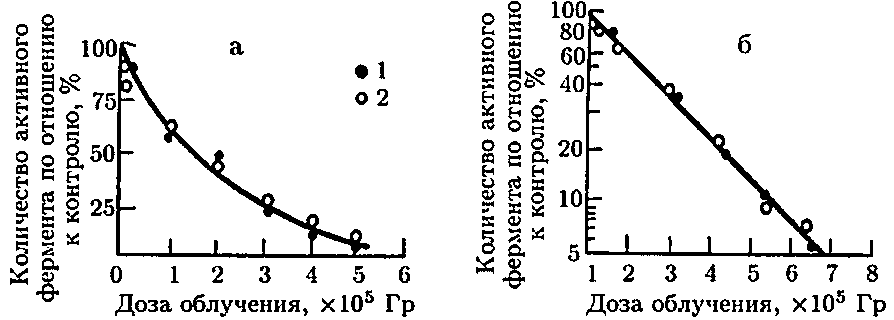 Количество активного
фермента по отношению
к контролю, %
100
75
50
25
0 1 2 3 4 5 6
Доза облучения, ×10⁵ Гр
а
1
2
Количество активного
фермента по отношению
к контролю, %
100
80
60
40
20
10
5
1 2 3 4 5 6 7 8
Доза облучения, ×10⁵ Гр
б